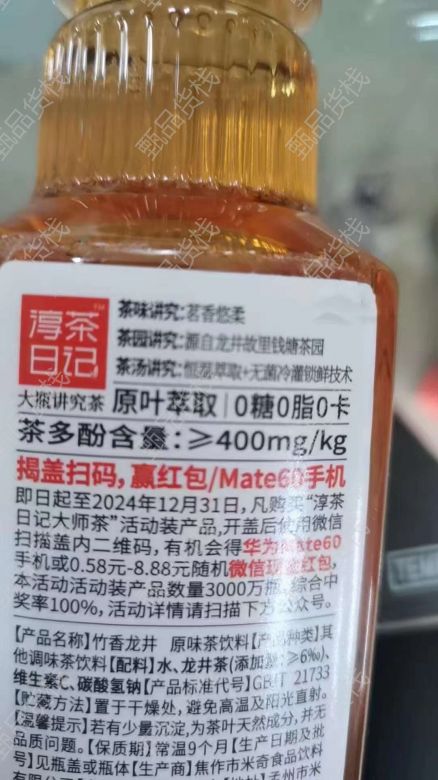 淳茶日记™
茶味讲究:茗香悠柔
茶园讲究:源自龙井故里钱塘茶园
茶汤讲究:恒温萃取+无菌冷灌锁鲜技术
大瓶讲究茶 原叶萃取 | 0糖0脂0卡
茶多酚含量:≥400mg/kg
揭盖扫码,赢红包/Mate60手机
即日起至2024年12月31日,凡购买“淳茶
日记大师茶”活动装产品,开盖后使用微信
扫描盖内二维码,有机会得华为Mate60
手机或0.58元-8.88元随机微信现金红包,
本活动活动装产品数量3000万瓶,综合中
奖率100%,活动详情请扫描下方公众号。
【产品名称】竹香龙井 原味茶饮料【产品种类】其
他调味茶饮料【配料】水、龙井茶(添加量:≥6‰)、
维生素C、碳酸氢钠【产品标准代号】GB/T 21733
【贮藏方法】置于干燥处,避免高温及阳光直射。
【温馨提示】若有少量沉淀,为茶叶天然成分,并无
品质问题。【保质期】常温9个月【生产日期及批
号】见瓶盖或瓶体【生产商】焦作市米奇食品饮料
甄品货栈